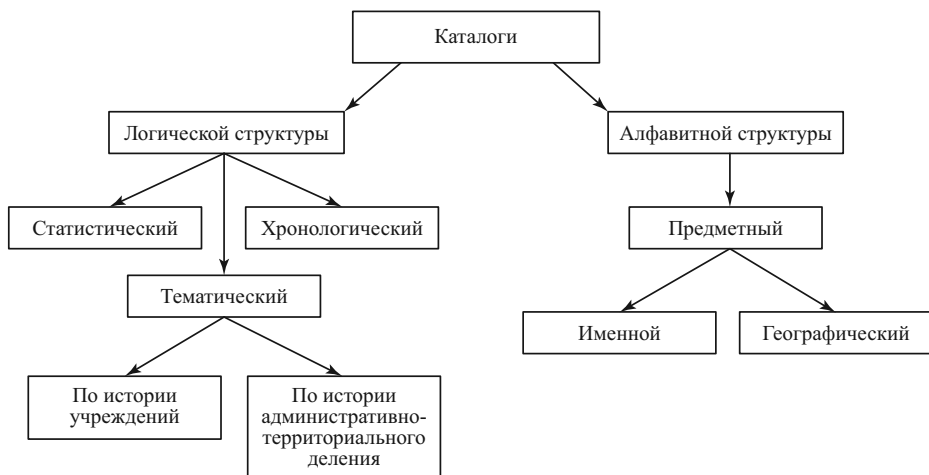 Каталоги
Логической структуры
Алфавитной структуры
Статистический
Хронологический
Предметный
Тематический
Именной
Географический
По истории
учреждений
По истории
административно-
территориального
деления